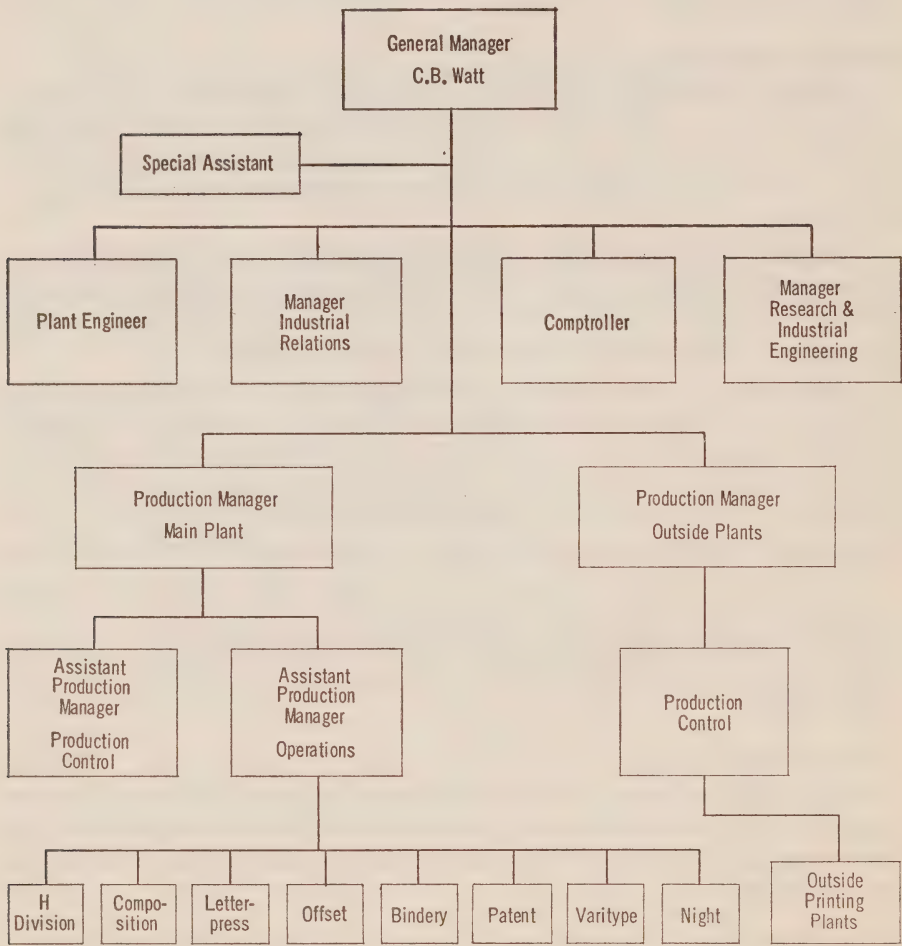 General Manager
C.B. Watt
Special Assistant
Plant Engineer
Manager
Industrial
Relations
Comptroller
Manager
Research &
Industrial
Engineering
Production Manager
Main Plant
Production Manager
Outside Plants
Assistant
Production
Manager
Production
Control
Assistant
Production
Manager
Operations
Production
Control
H
Division
Compo-
sition
Letter-
press
Offset
Bindery
Patent
Varitype
Night
Outside
Printing
Plants